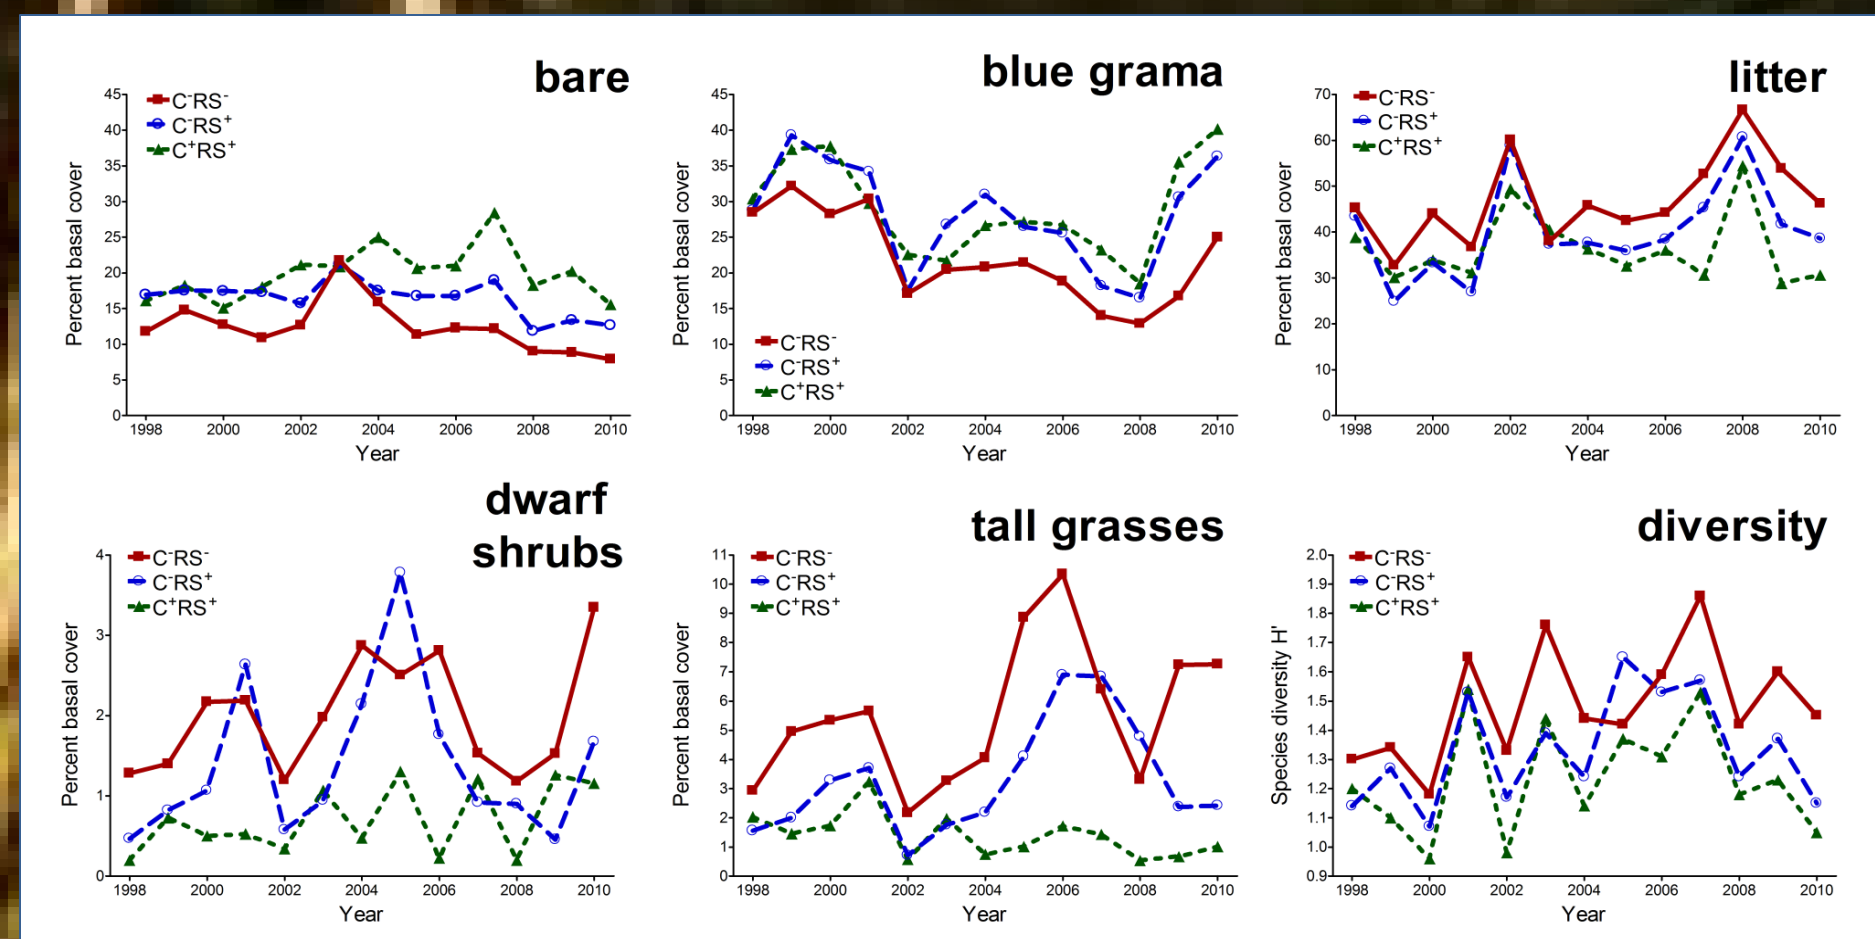 bare
C⁻RS⁻
C⁻RS⁺
C⁺RS⁺
45
40
35
30
25
20
15
10
5
0
Percent basal cover
1998 2000 2002 2004 2006 2008 2010
Year
blue grama
45
40
35
30
25
20
15
10
5
0
Percent basal cover
C⁻RS⁻
C⁻RS⁺
C⁺RS⁺
1998 2000 2002 2004 2006 2008 2010
Year
litter
C⁻RS⁻
C⁻RS⁺
C⁺RS⁺
70
60
50
40
30
20
10
0
Percent basal cover
1998 2000 2002 2004 2006 2008 2010
Year
dwarf
shrubs
C⁻RS⁻
C⁻RS⁺
C⁺RS⁺
4
3
2
1
0
Percent basal cover
1998 2000 2002 2004 2006 2008 2010
Year
tall grasses
C⁻RS⁻
C⁻RS⁺
C⁺RS⁺
11
10
9
8
7
6
5
4
3
2
1
0
Percent basal cover
1998 2000 2002 2004 2006 2008 2010
Year
diversity
C⁻RS⁻
C⁻RS⁺
C⁺RS⁺
2.0
1.9
1.8
1.7
1.6
1.5
1.4
1.3
1.2
1.1
1.0
0.9
Species diversity H'
1998 2000 2002 2004 2006 2008 2010
Year